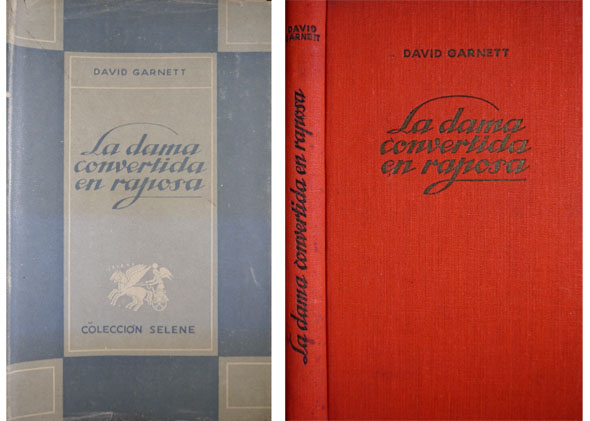 DAVID GARNETT
La dama
convertida
en raposa
COLECCIÓN SELENE
DAVID
GARNETT
La dama convertida en raposa
DAVID GARNETT
La dama
convertida
en raposa